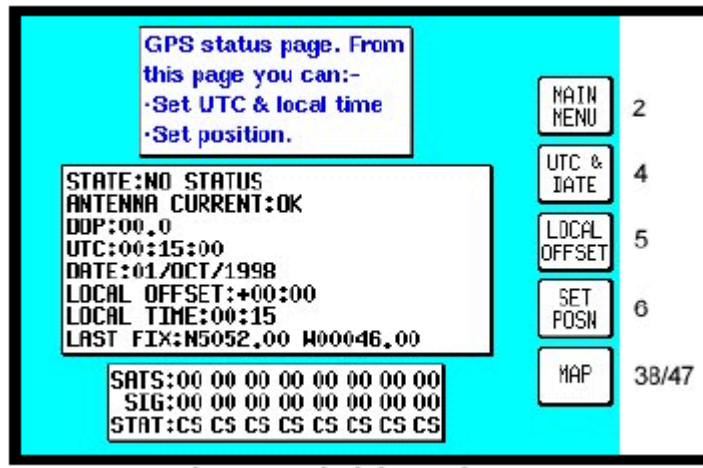 GPS status page. From
this page you can:-
·Set UTC & local time
·Set position.
STATE:NO STATUS
ANTENNA CURRENT:OK
DOP:00.0
UTC:00:15:00
DATE:01/OCT/1998
LOCAL OFFSET:+00:00
LOCAL TIME:00:15
LAST FIX:N5052.00 W00046.00
SATS:00 00 00 00 00 00 00 00
SIG:00 00 00 00 00 00 00 00
STAT:CS CS CS CS CS CS CS CS
MAIN
MENU
2
UTC &
DATE
4
LOCAL
OFFSET
5
SET
POSN
6
MAP
38/47